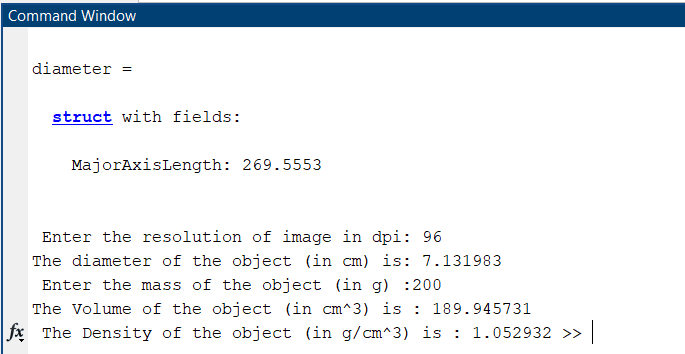 Command Window
diameter =
struct with fields:
MajorAxisLength: 269.5553
Enter the resolution of image in dpi: 96
The diameter of the object (in cm) is: 7.131983
Enter the mass of the object (in g) :200
The Volume of the object (in cm^3) is : 189.945731
fx The Density of the object (in g/cm^3) is : 1.052932 >>